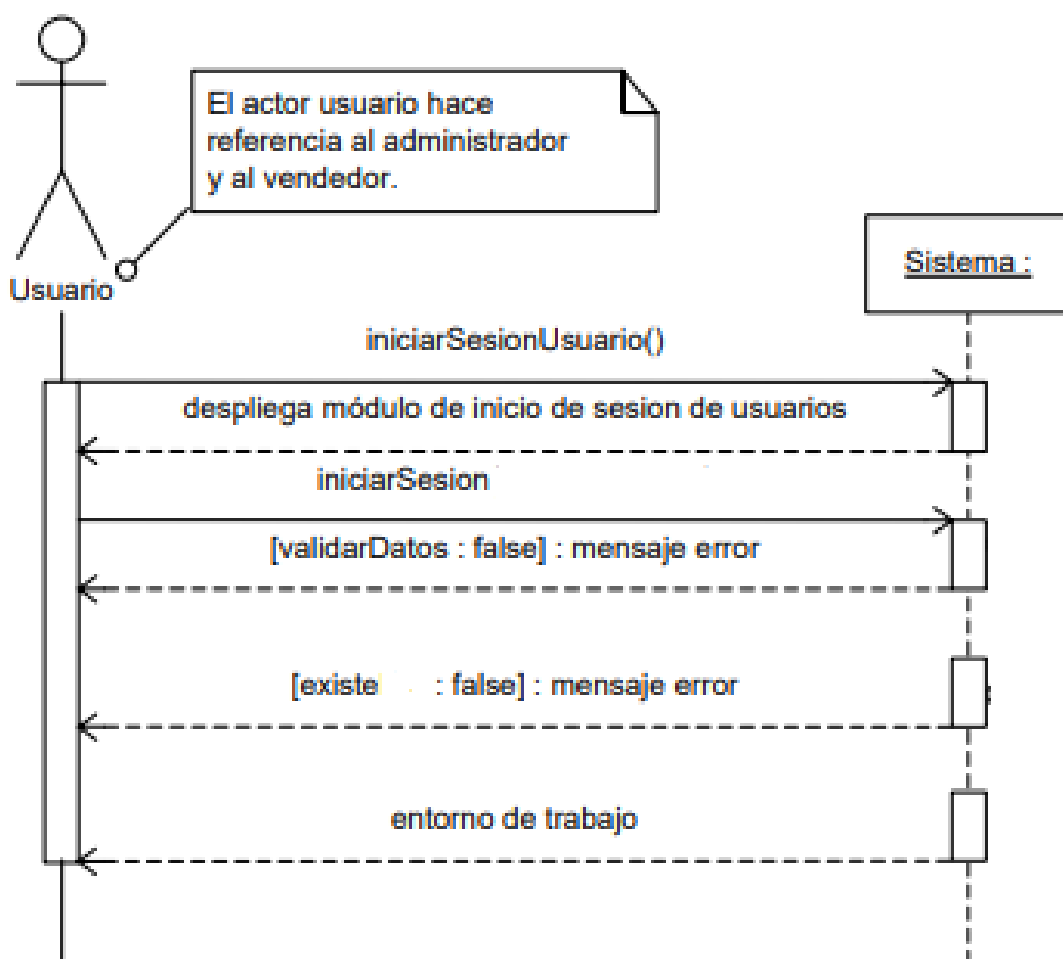 El actor usuario hace
referencia al administrador
y al vendedor.
Usuario
Sistema :
iniciarSesionUsuario()
despliega módulo de inicio de sesion de usuarios
iniciarSesion
[validarDatos : false] : mensaje error
[existe : false] : mensaje error
entorno de trabajo